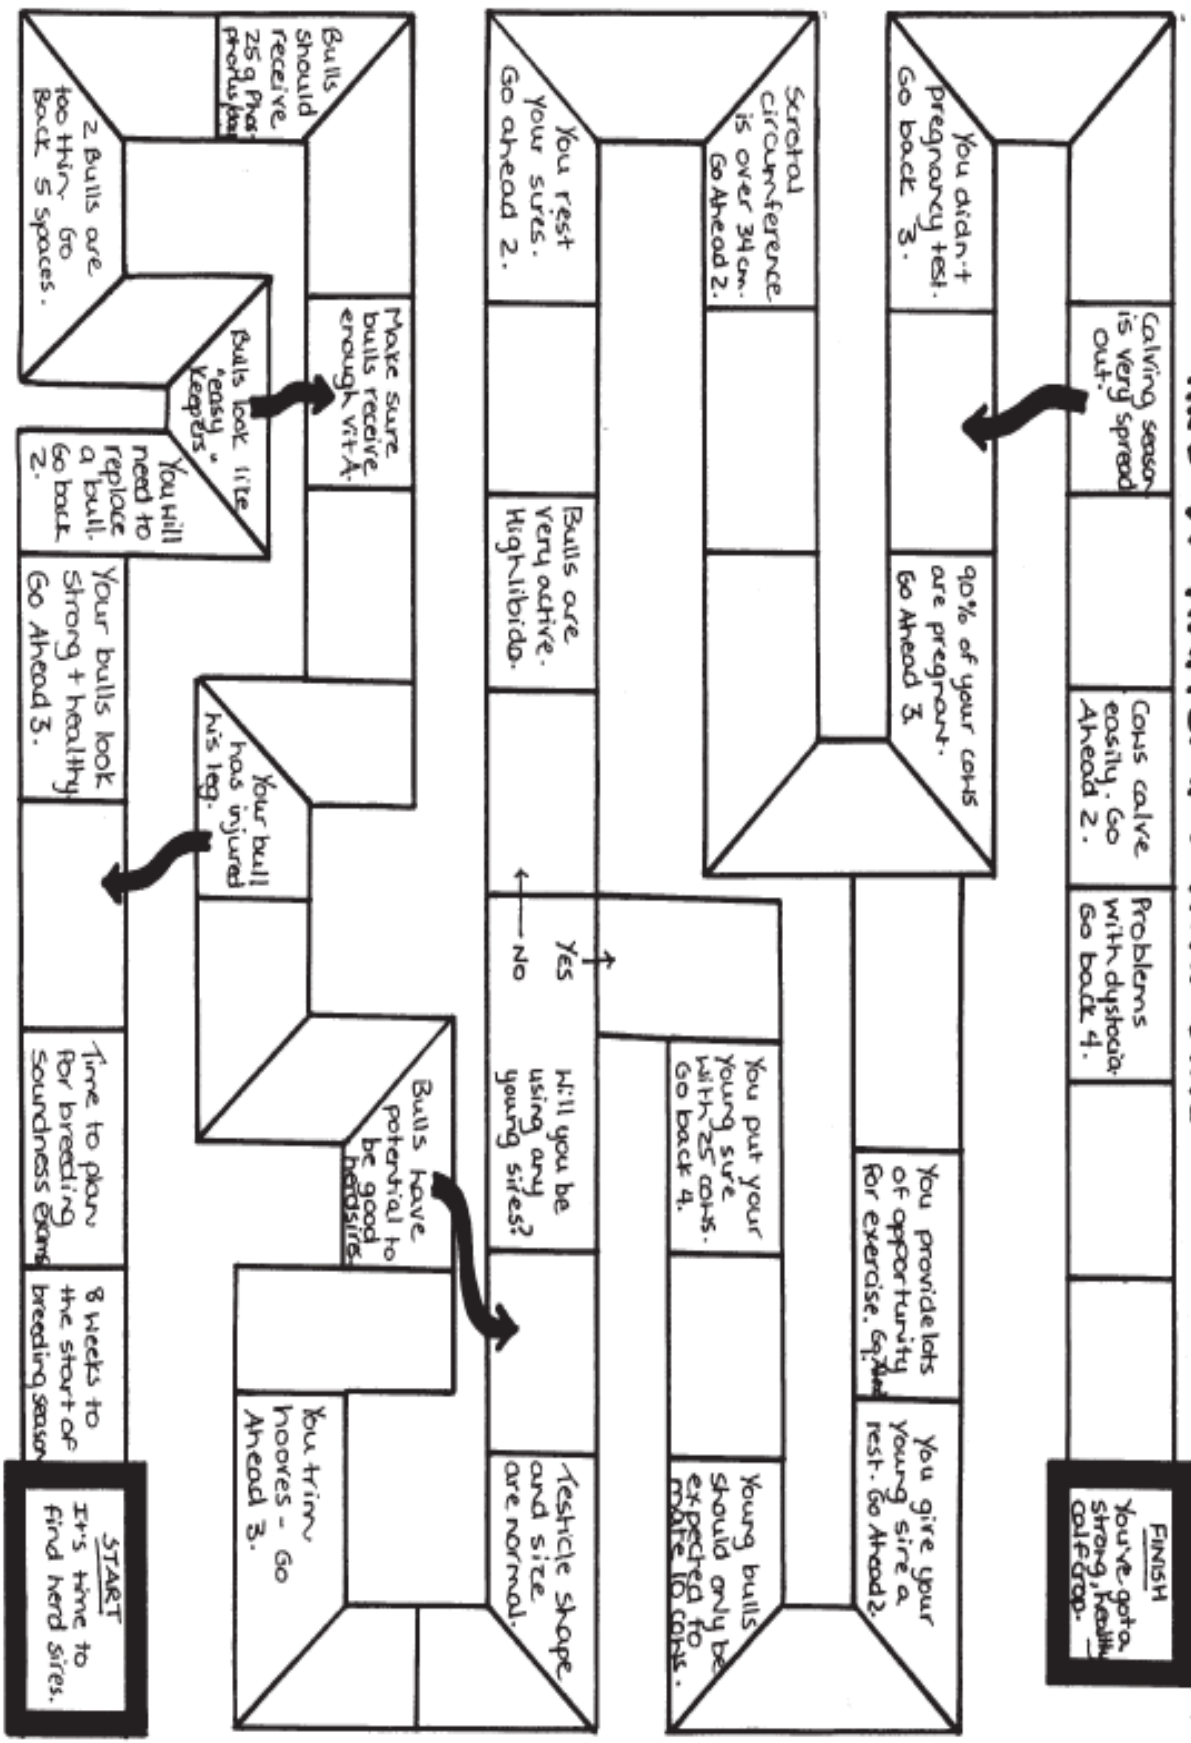 START
It's time to
find herd sires.
8 weeks to
the start of
breeding season
Time to plan
for breeding
Soundness exams
Your bulls look
strong + healthy.
Go Ahead 3.
You will
need to
replace
a bull.
Go back
2.
Bulls look like
"easy
Keepers"
2 Bulls are
too thin. Go
Back 5 spaces.
Bulls
should
receive
25g Phos-
phorus/day
Make sure
bulls receive
enough Vit A.
Your bull
has injured
his leg.
Bulls have
potential to
be good
herdsires.
You trim
hooves - Go
Ahead 3.
Testicle shape
and size
are normal.
Will you be
using any
young sires?
Yes
No
Bulls are
very active.
High libido.
You rest
your sires.
Go ahead 2.
Scrotal
circumference
is over 34cm.
Go Ahead 2.
You put your
young sire
with 25 cows.
Go back 4.
Young bulls
should only be
expected to
mate 10 cows.
You give your
young sire a
rest. Go Ahead 2.
You provide lots
of opportunity
for exercise. Go Ahead
90% of your cows
are pregnant.
Go Ahead 3.
You didn't
pregnancy test.
Go back 3.
Calving season
is very spread
out.
Cows calve
easily. Go
Ahead 2.
Problems
with dystocia.
Go back 4.
FINISH
You've got a
strong, healthy
calf crop.